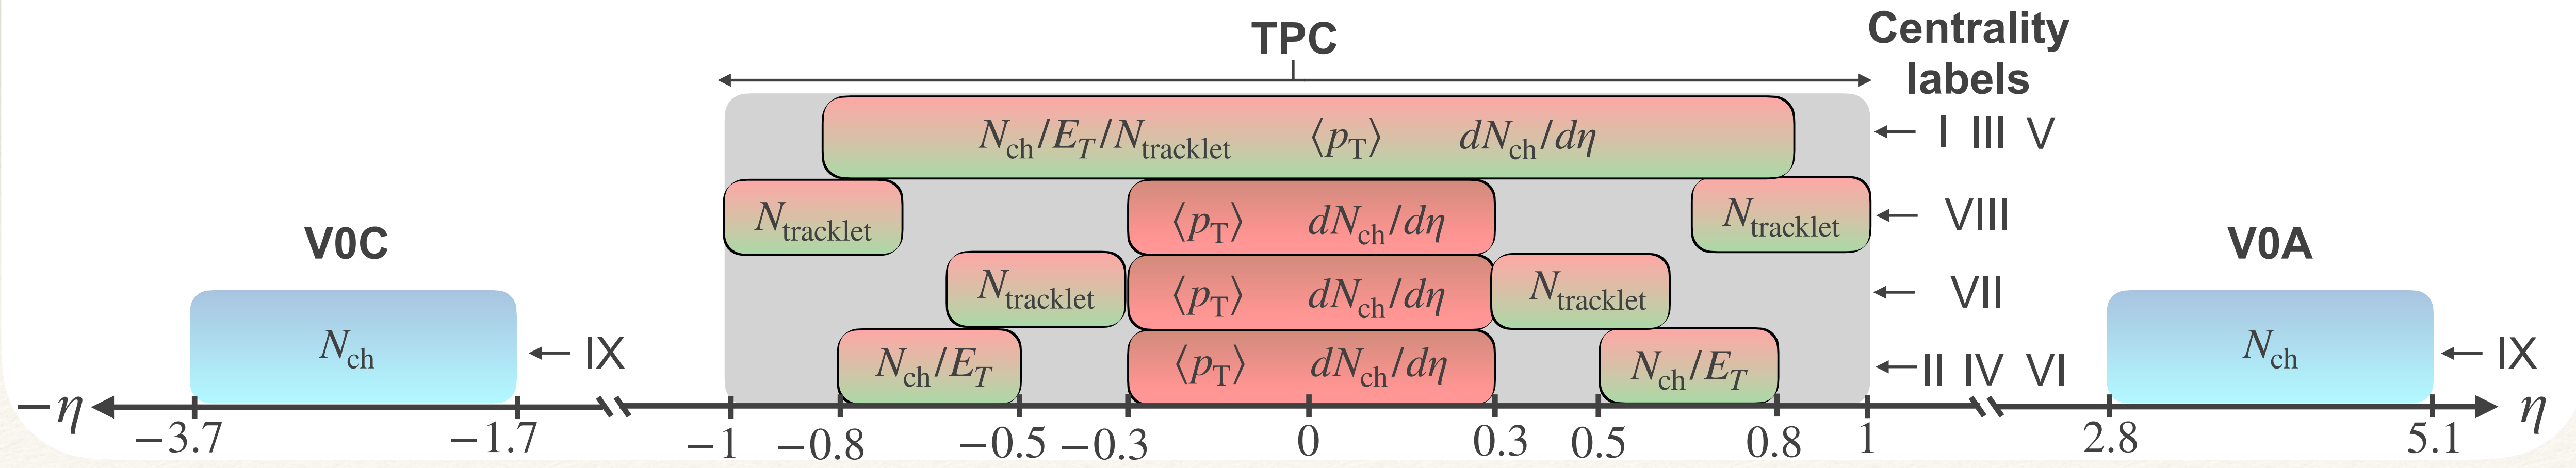 TPC
Centrality
labels
N_ch/E_T/N_tracklet ⟨p_T⟩ dN_ch/dη
I III V
N_tracklet ⟨p_T⟩ dN_ch/dη N_tracklet
VIII
V0C
V0A
N_tracklet ⟨p_T⟩ dN_ch/dη N_tracklet
VII
N_ch
IX
N_ch/E_T ⟨p_T⟩ dN_ch/dη N_ch/E_T
II IV VI
N_ch
IX
−η
η
−3.7 −1.7 −1 −0.8 −0.5 −0.3 0 0.3 0.5 0.8 1 2.8 5.1